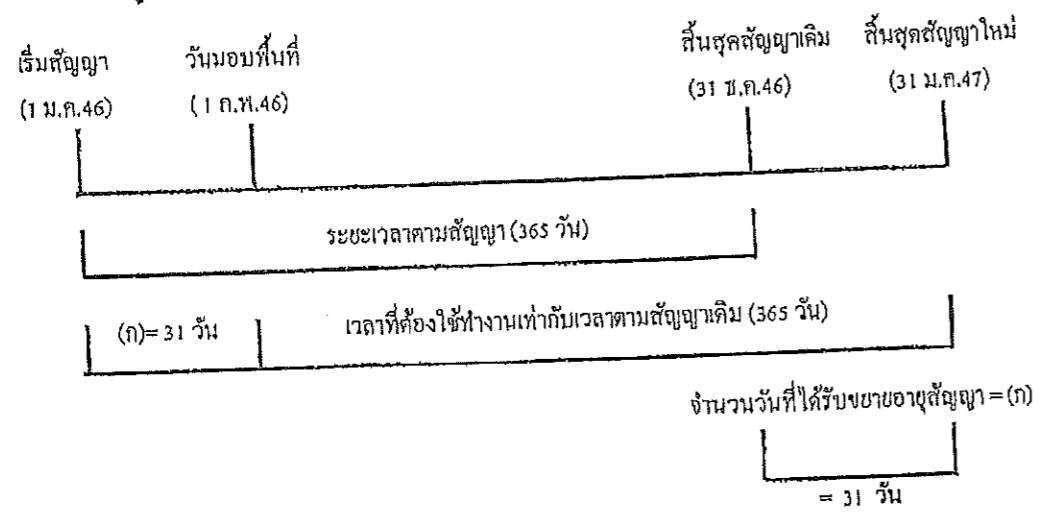 เริ่มสัญญา วันมอบพื้นที่ สิ้นสุดสัญญาเดิม สิ้นสุดสัญญาใหม่
(1 ม.ค.46) (1 ก.พ.46) (31 ธ.ค.46) (31 ม.ค.47)
ระยะเวลาตามสัญญา (365 วัน)
(ก)= 31 วัน เวลาที่ต้องใช้ทำงานเท่ากับเวลาตามสัญญาเดิม (365 วัน)
จำนวนวันที่ได้รับขยายอายุสัญญา = (ก)
= 31 วัน